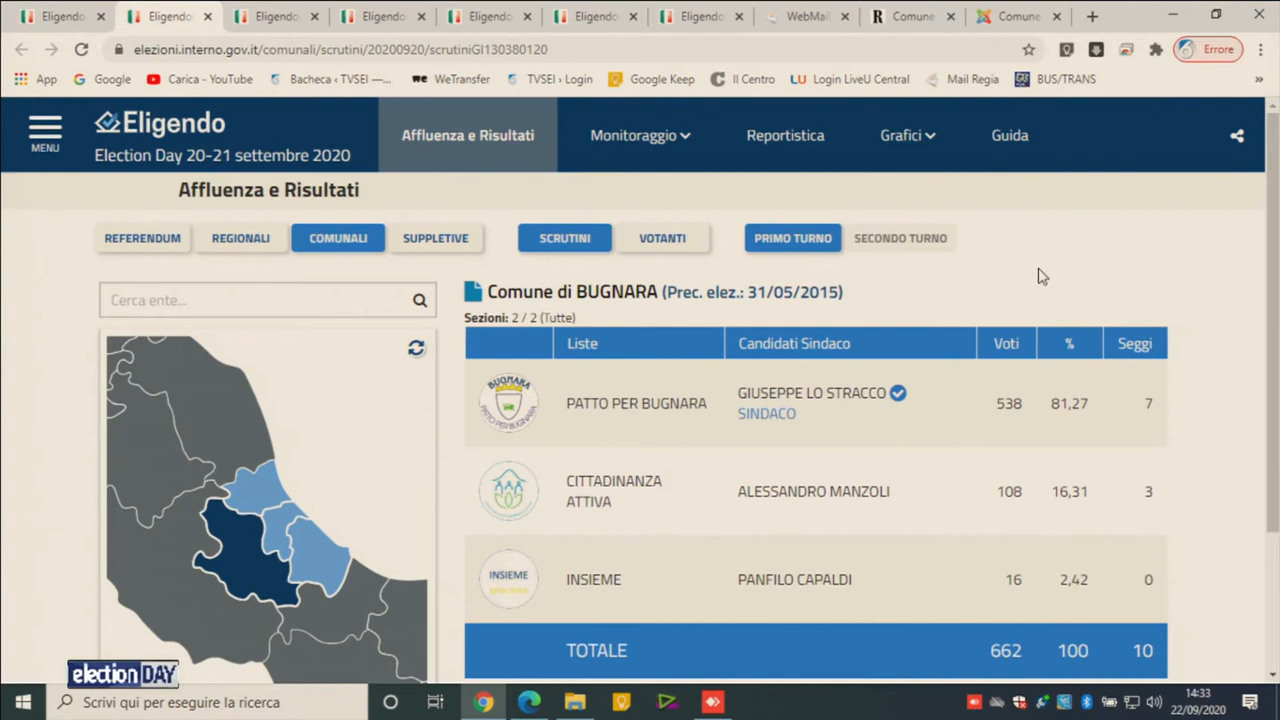 Eligendo
Eligendo
Eligendo
Eligendo
Eligendo
Eligendo
Eligendo
WebMail
Comune
Comune
elezioni.interno.gov.it/comunali/scrutini/20200920/scrutiniGI130380120
Errore
App
Google
Carica - YouTube
Bacheca ‹ TVSEI —...
WeTransfer
TVSEI › Login
Google Keep
Il Centro
LU Login LiveU Central
Mail Regia
BUS/TRANS
»
MENU
Eligendo
Election Day 20-21 settembre 2020
Affluenza e Risultati
Monitoraggio
Reportistica
Grafici
Guida
Affluenza e Risultati
REFERENDUM
REGIONALI
COMUNALI
SUPPLETIVE
SCRUTINI
VOTANTI
PRIMO TURNO
SECONDO TURNO
Cerca ente...
Comune di BUGNARA (Prec. elez.: 31/05/2015)
Sezioni: 2 / 2 (Tutte)
Liste Candidati Sindaco Voti % Seggi
BUGNARA
PATTO PER BUGNARA
PATTO PER BUGNARA
GIUSEPPE LO STRACCO
SINDACO
538 81,27 7
CITTADINANZA
ATTIVA
ALESSANDRO MANZOLI
108 16,31 3
INSIEME
INSIEME PANFILO CAPALDI 16 2,42 0
TOTALE 662 100 10
election DAY
Scrivi qui per eseguire la ricerca
14:33
22/09/2020